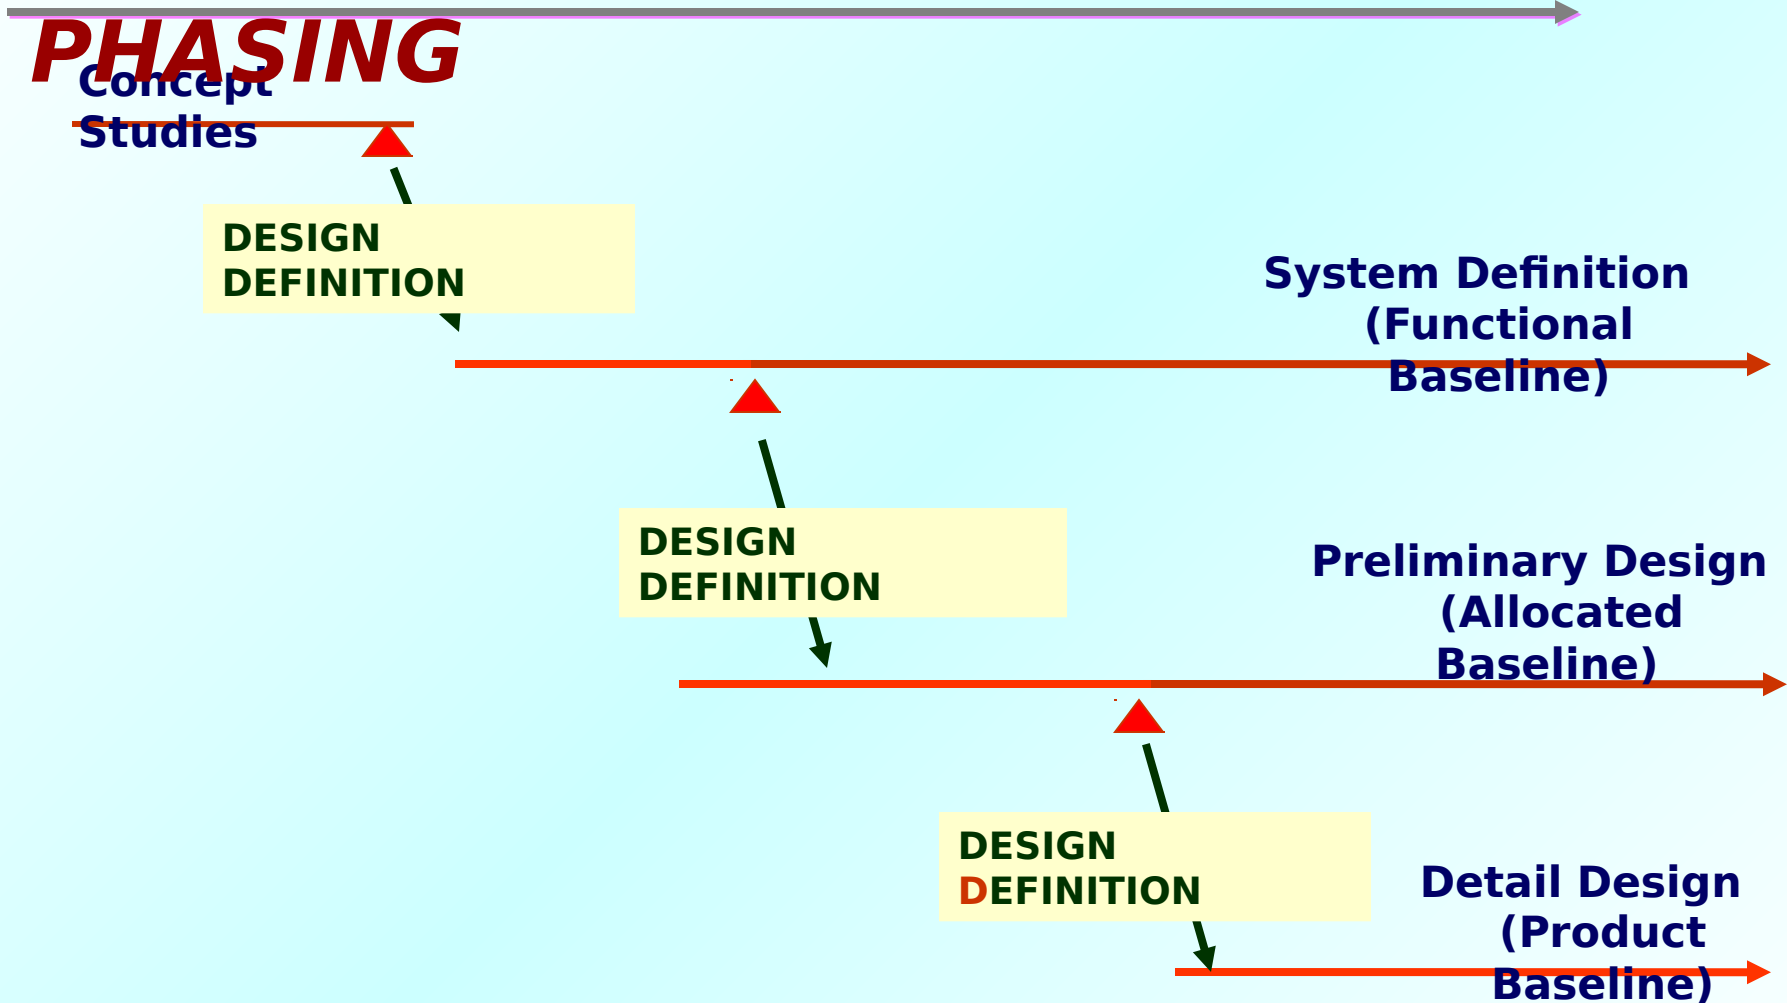 PHASING
Concept
Studies
DESIGN
DEFINITION
System Definition
(Functional
Baseline)
DESIGN
DEFINITION
Preliminary Design
(Allocated
Baseline)
DESIGN
DEFINITION
Detail Design
(Product
Baseline)